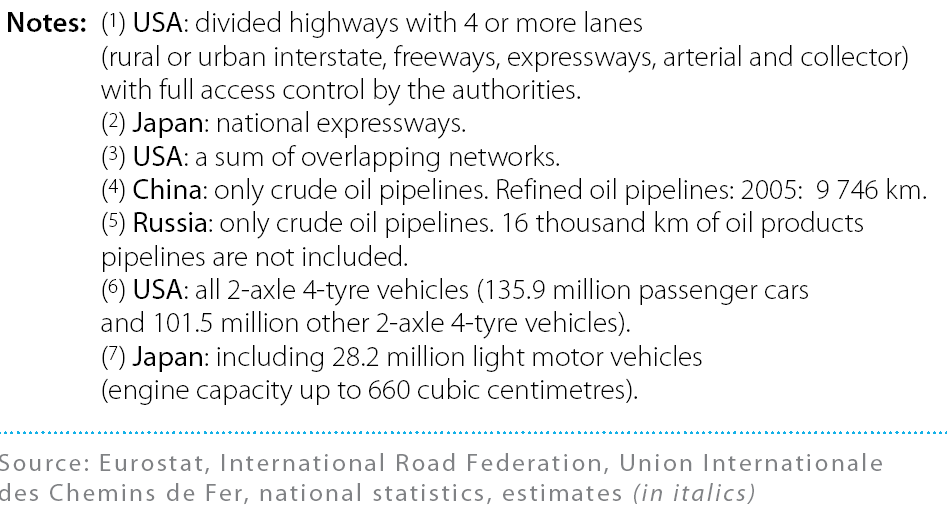 Notes: (1) USA: divided highways with 4 or more lanes
(rural or urban interstate, freeways, expressways, arterial and collector)
with full access control by the authorities.
(2) Japan: national expressways.
(3) USA: a sum of overlapping networks.
(4) China: only crude oil pipelines. Refined oil pipelines: 2005:  9 746 km.
(5) Russia: only crude oil pipelines. 16 thousand km of oil products
pipelines are not included.
(6) USA: all 2-axle 4-tyre vehicles (135.9 million passenger cars
and 101.5 million other 2-axle 4-tyre vehicles).
(7) Japan: including 28.2 million light motor vehicles
(engine capacity up to 660 cubic centimetres).
Source: Eurostat, International Road Federation, Union Internationale
des Chemins de Fer, national statistics, estimates (in italics)